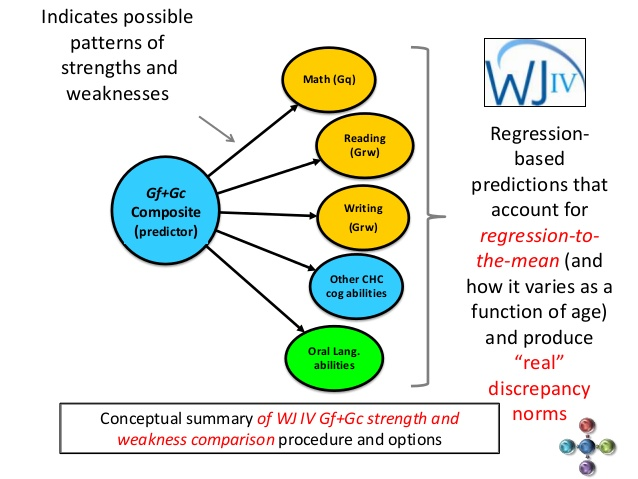 Indicates possible
patterns of
strengths and
weaknesses
Math (Gq)
Reading
(Grw)
Gf+Gc
Composite
(predictor)
Writing
(Grw)
Other CHC
cog abilities
Oral Lang.
abilities
WJ IV
Regression-
based
predictions that
account for
regression-to-
the-mean (and
how it varies as a
function of age)
and produce
“real”
discrepancy
norms
Conceptual summary of WJ IV Gf+Gc strength and
weakness comparison procedure and options